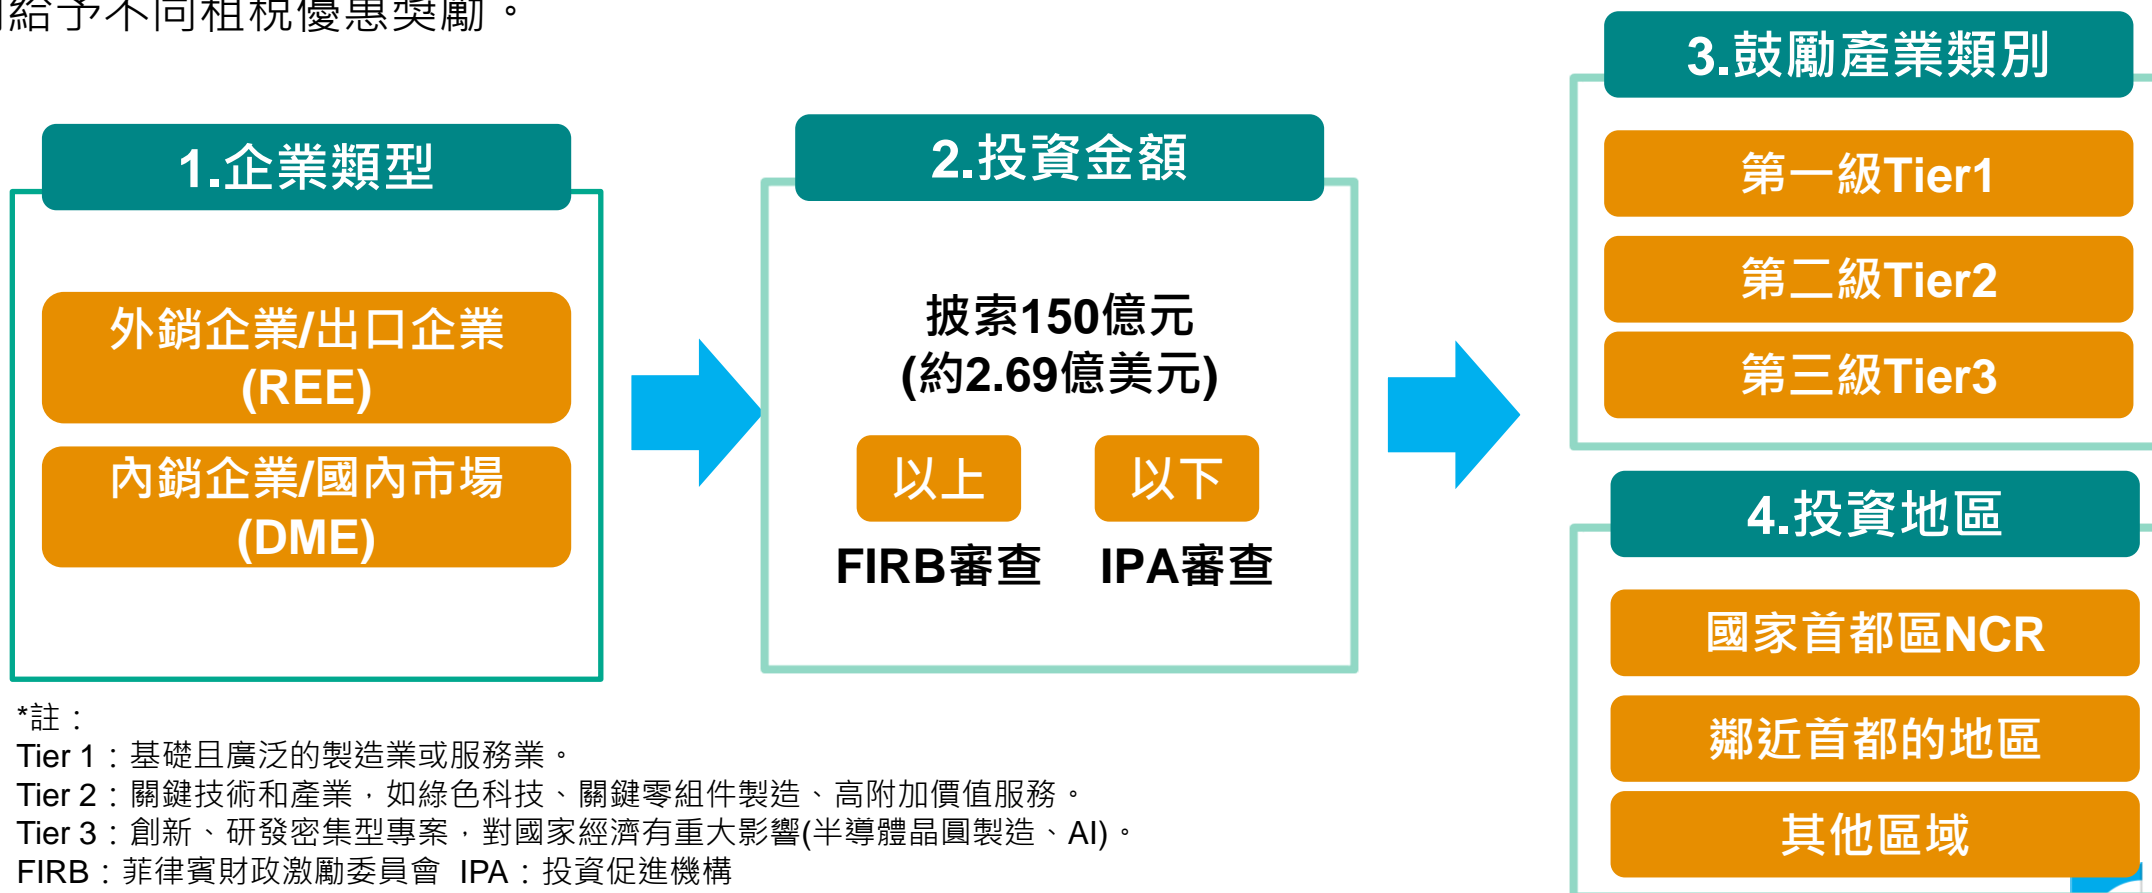 給予不同租稅優惠獎勵。
1.企業類型
外銷企業/出口企業
(REE)
內銷企業/國內市場
(DME)
2.投資金額
披索150億元
(約2.69億美元)
以上
以下
FIRB審查
IPA審查
3.鼓勵產業類別
第一級Tier1
第二級Tier2
第三級Tier3
4.投資地區
國家首都區NCR
鄰近首都的地區
其他區域
*註：
Tier 1：基礎且廣泛的製造業或服務業。
Tier 2：關鍵技術和產業，如綠色科技、關鍵零組件製造、高附加價值服務。
Tier 3：創新、研發密集型專案，對國家經濟有重大影響(半導體晶圓製造、AI)。
FIRB：菲律賓財政激勵委員會 IPA：投資促進機構